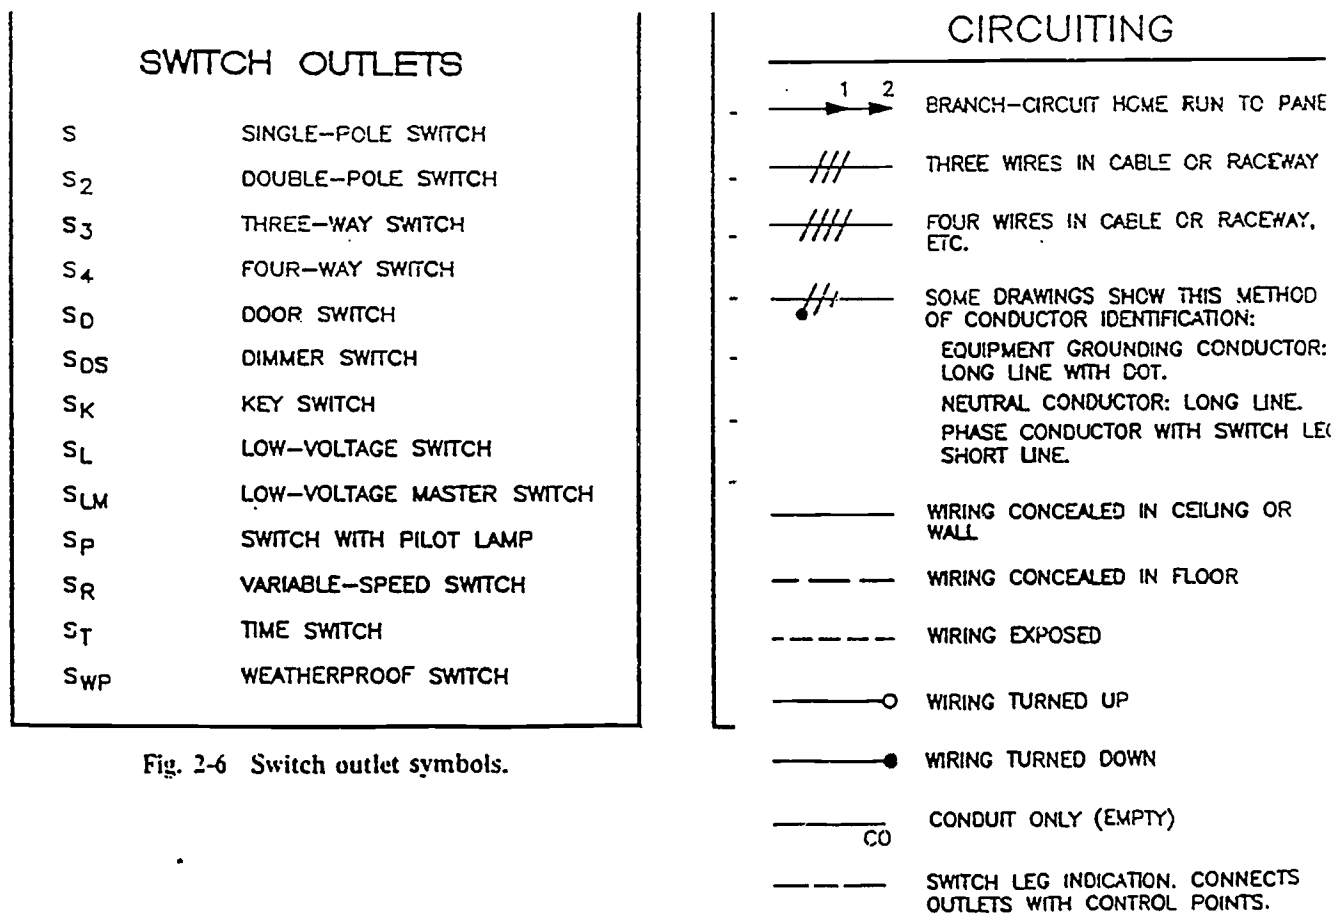 SWITCH OUTLETS
S SINGLE-POLE SWITCH
S2 DOUBLE-POLE SWITCH
S3 THREE-WAY SWITCH
S4 FOUR-WAY SWITCH
SD DOOR SWITCH
SDS DIMMER SWITCH
SK KEY SWITCH
SL LOW-VOLTAGE SWITCH
SLM LOW-VOLTAGE MASTER SWITCH
SP SWITCH WITH PILOT LAMP
SR VARIABLE-SPEED SWITCH
ST TIME SWITCH
SWP WEATHERPROOF SWITCH
Fig. 2-6 Switch outlet symbols.
CIRCUITING
1 2
BRANCH-CIRCUIT HOME RUN TO PANE
THREE WIRES IN CABLE OR RACEWAY
FOUR WIRES IN CABLE OR RACEWAY,
ETC.
SOME DRAWINGS SHOW THIS METHOD
OF CONDUCTOR IDENTIFICATION:
EQUIPMENT GROUNDING CONDUCTOR:
LONG LINE WITH DOT.
NEUTRAL CONDUCTOR: LONG LINE.
PHASE CONDUCTOR WITH SWITCH LE
SHORT LINE.
WIRING CONCEALED IN CEILING OR
WALL
WIRING CONCEALED IN FLOOR
WIRING EXPOSED
WIRING TURNED UP
WIRING TURNED DOWN
CONDUIT ONLY (EMPTY)
CO
SWITCH LEG INDICATION. CONNECTS
OUTLETS WITH CONTROL POINTS.